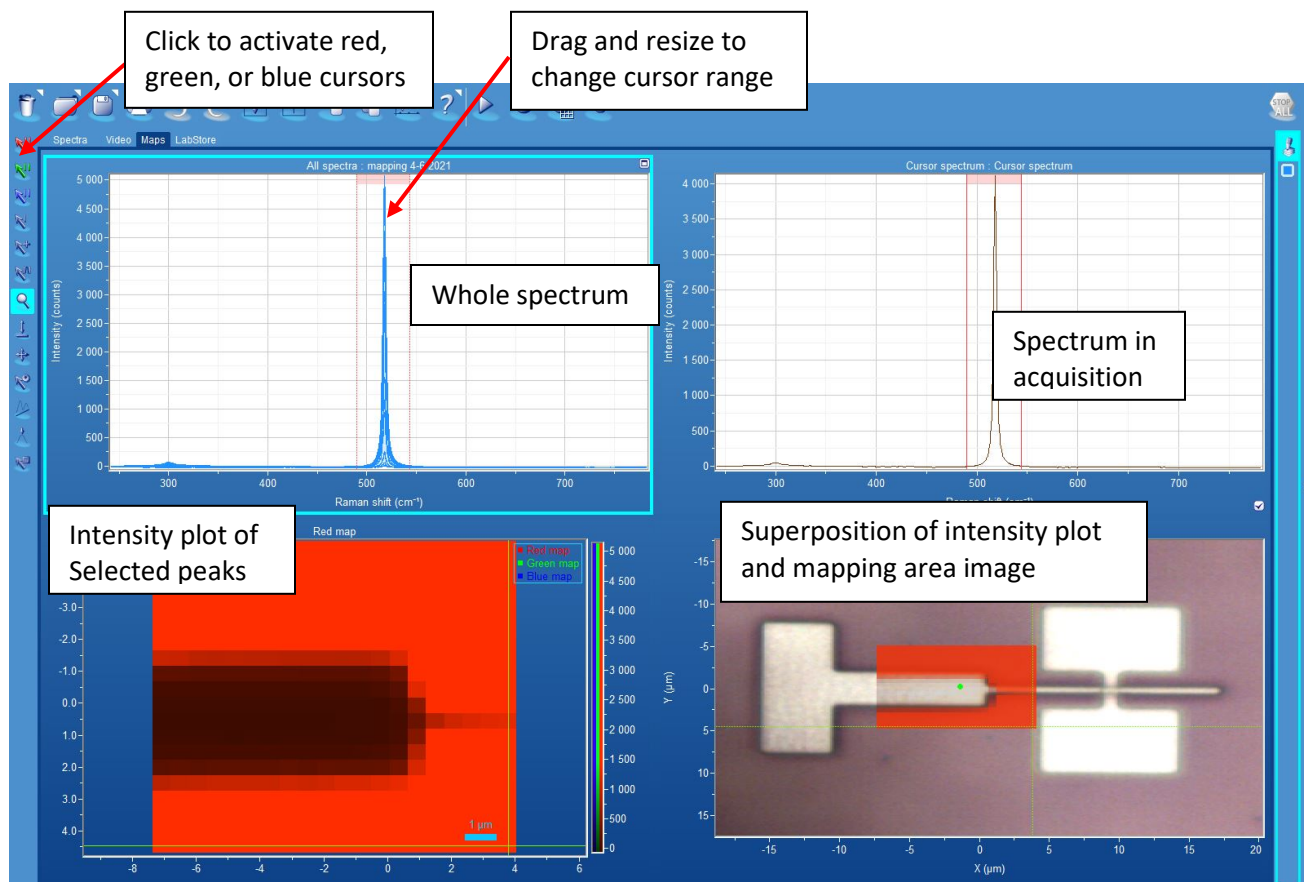 Click to activate red,
green, or blue cursors
Drag and resize to
change cursor range
STOP
ALL
Spectra Video Maps LabStore
All spectra : mapping 4-6-2021
5 000
4 500
4 000
3 500
3 000
2 500
2 000
1 500
1 000
500
0
Intensity (counts)
300 400 500 600 700
Raman shift (cm⁻¹)
Whole spectrum
Cursor spectrum : Cursor spectrum
4 000
3 500
3 000
2 500
2 000
1 500
1 000
500
0
300 400 500 600 700
Spectrum in
acquisition
Intensity plot of
Selected peaks
Red map
Red map
Green map
Blue map
5 000
4 500
4 000
3 500
3 000
2 500
2 000
1 500
1 000
500
0
-3.0
-2.0
-1.0
0.0
1.0
2.0
3.0
4.0
1 µm
-8 -6 -4 -2 0 2 4 6
Superposition of intensity plot
and mapping area image
-15
-10
-5
0
5
10
15
Y (µm)
-15 -10 -5 0 5 10 15 20
X (µm)